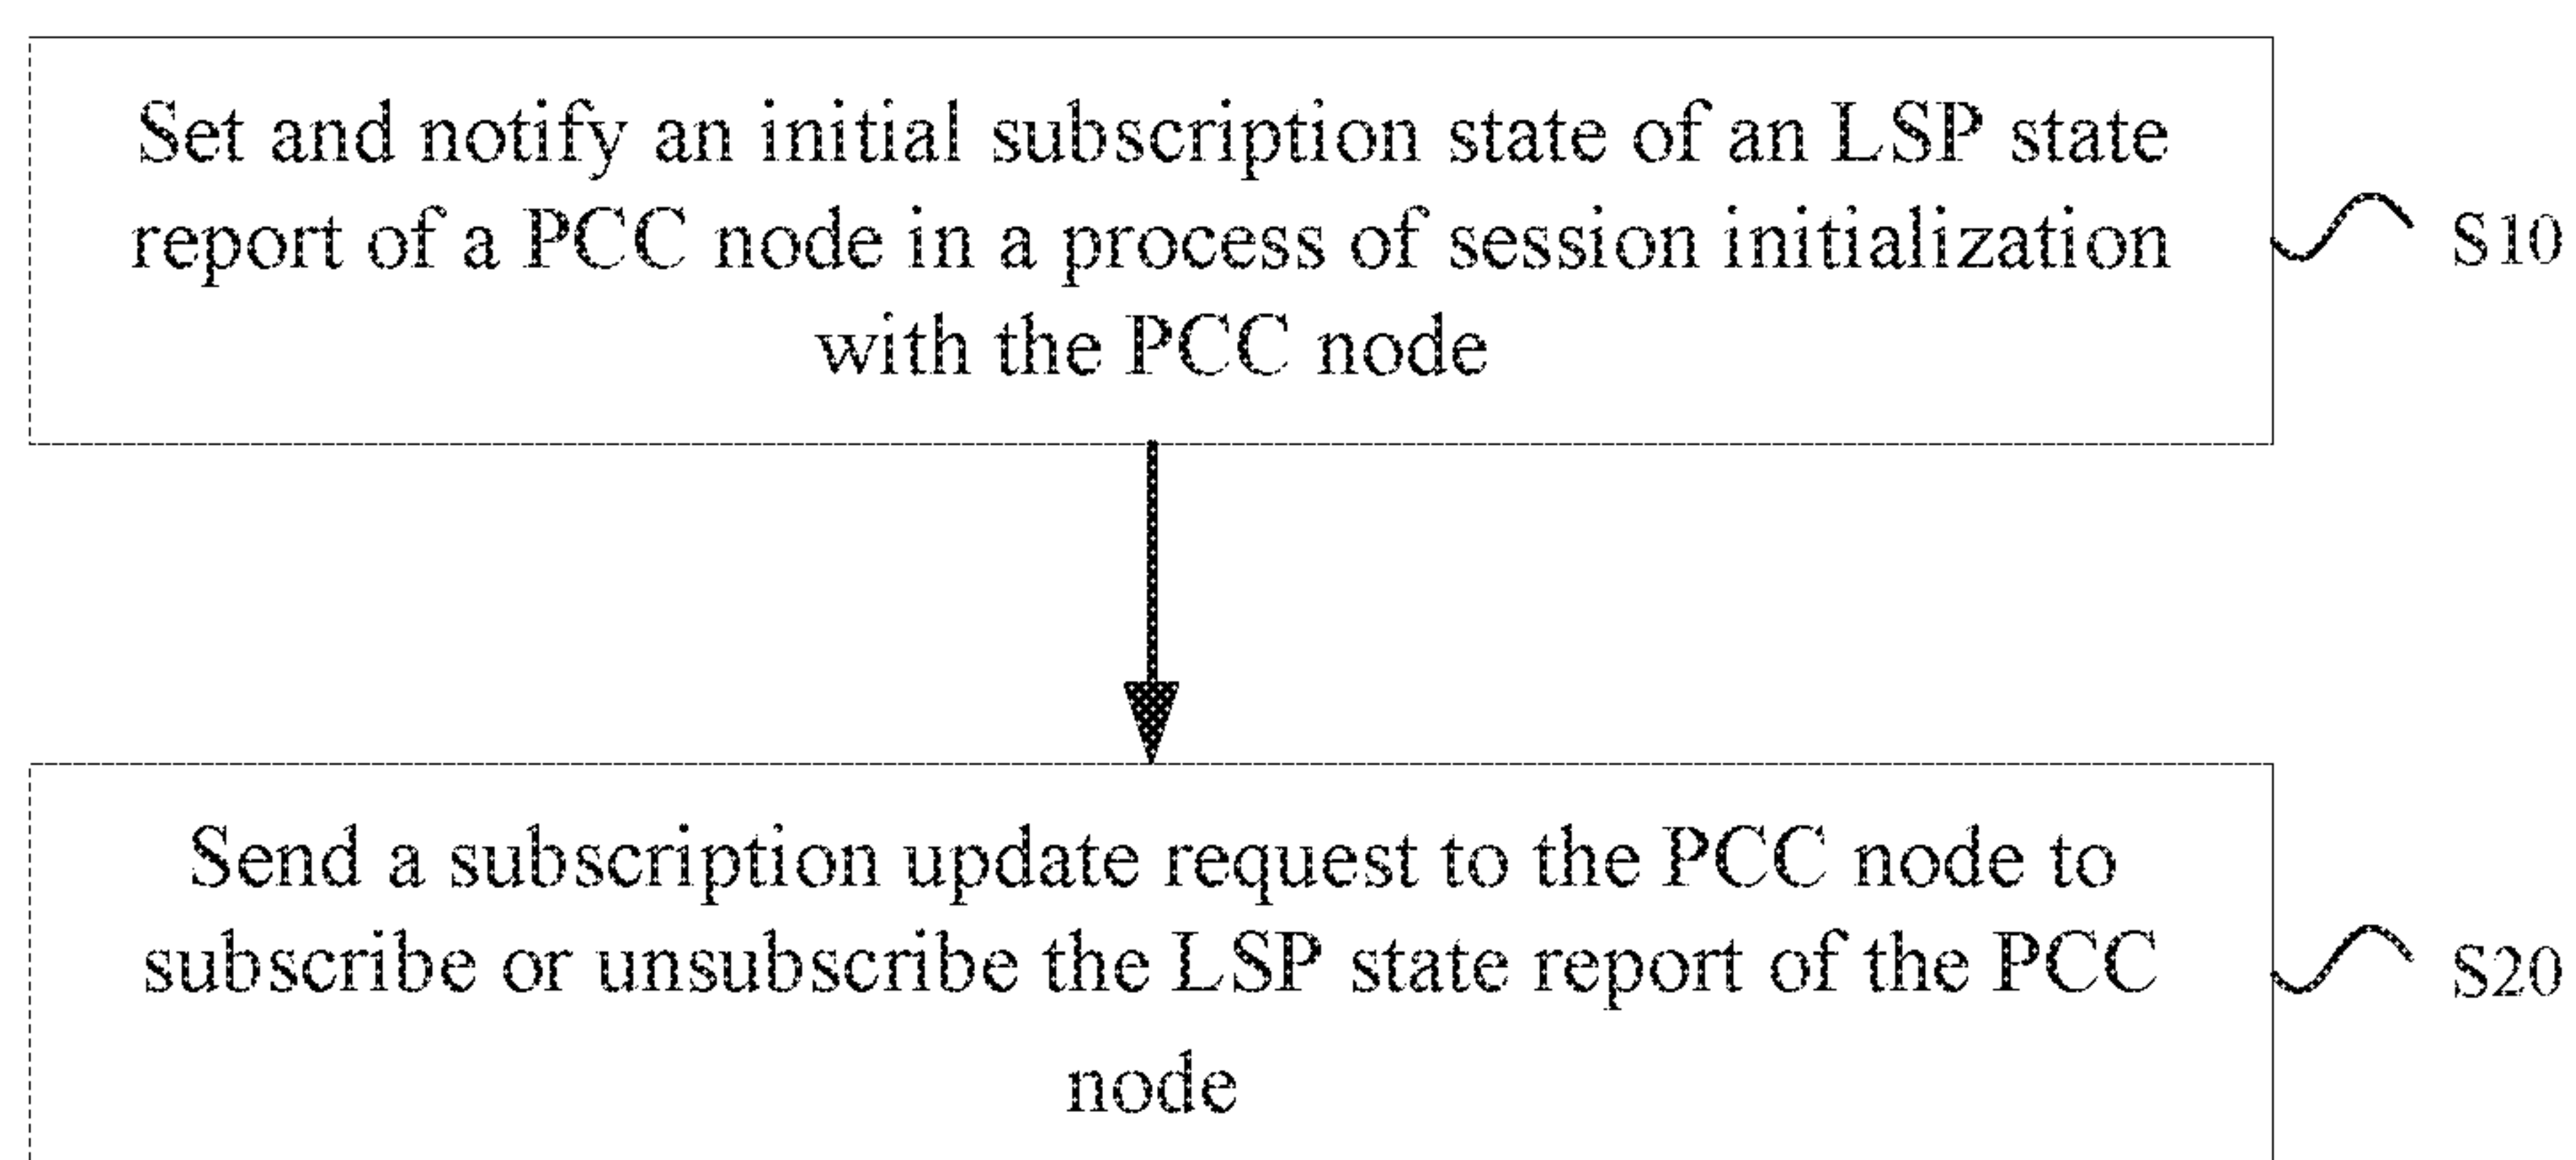 Set and notify an initial subscription state of an LSP state
report of a PCC node in a process of session initialization
with the PCC node
S10
Send a subscription update request to the PCC node to
subscribe or unsubscribe the LSP state report of the PCC
node
S20